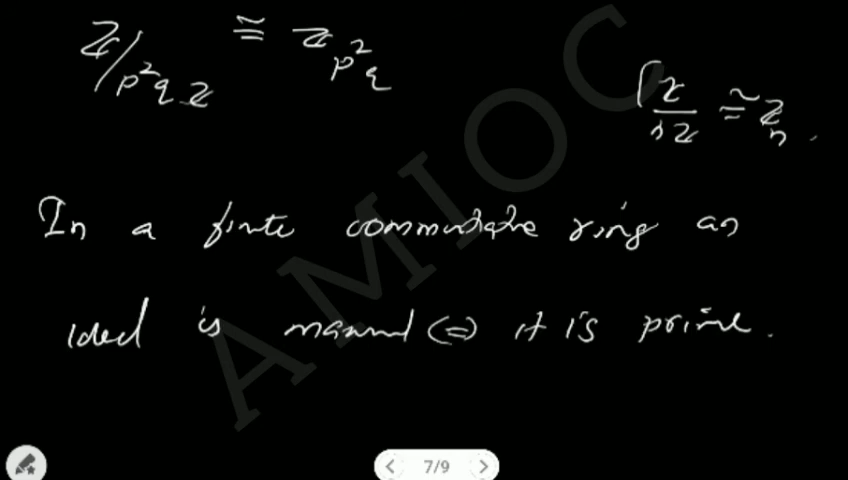 Z/p²qZ ≅ Z_p²q
[Z/nZ ≅ Z_n.
In a finite commutative ring an
ideal is maximal (=) it is prime.
AMIOC
7/9